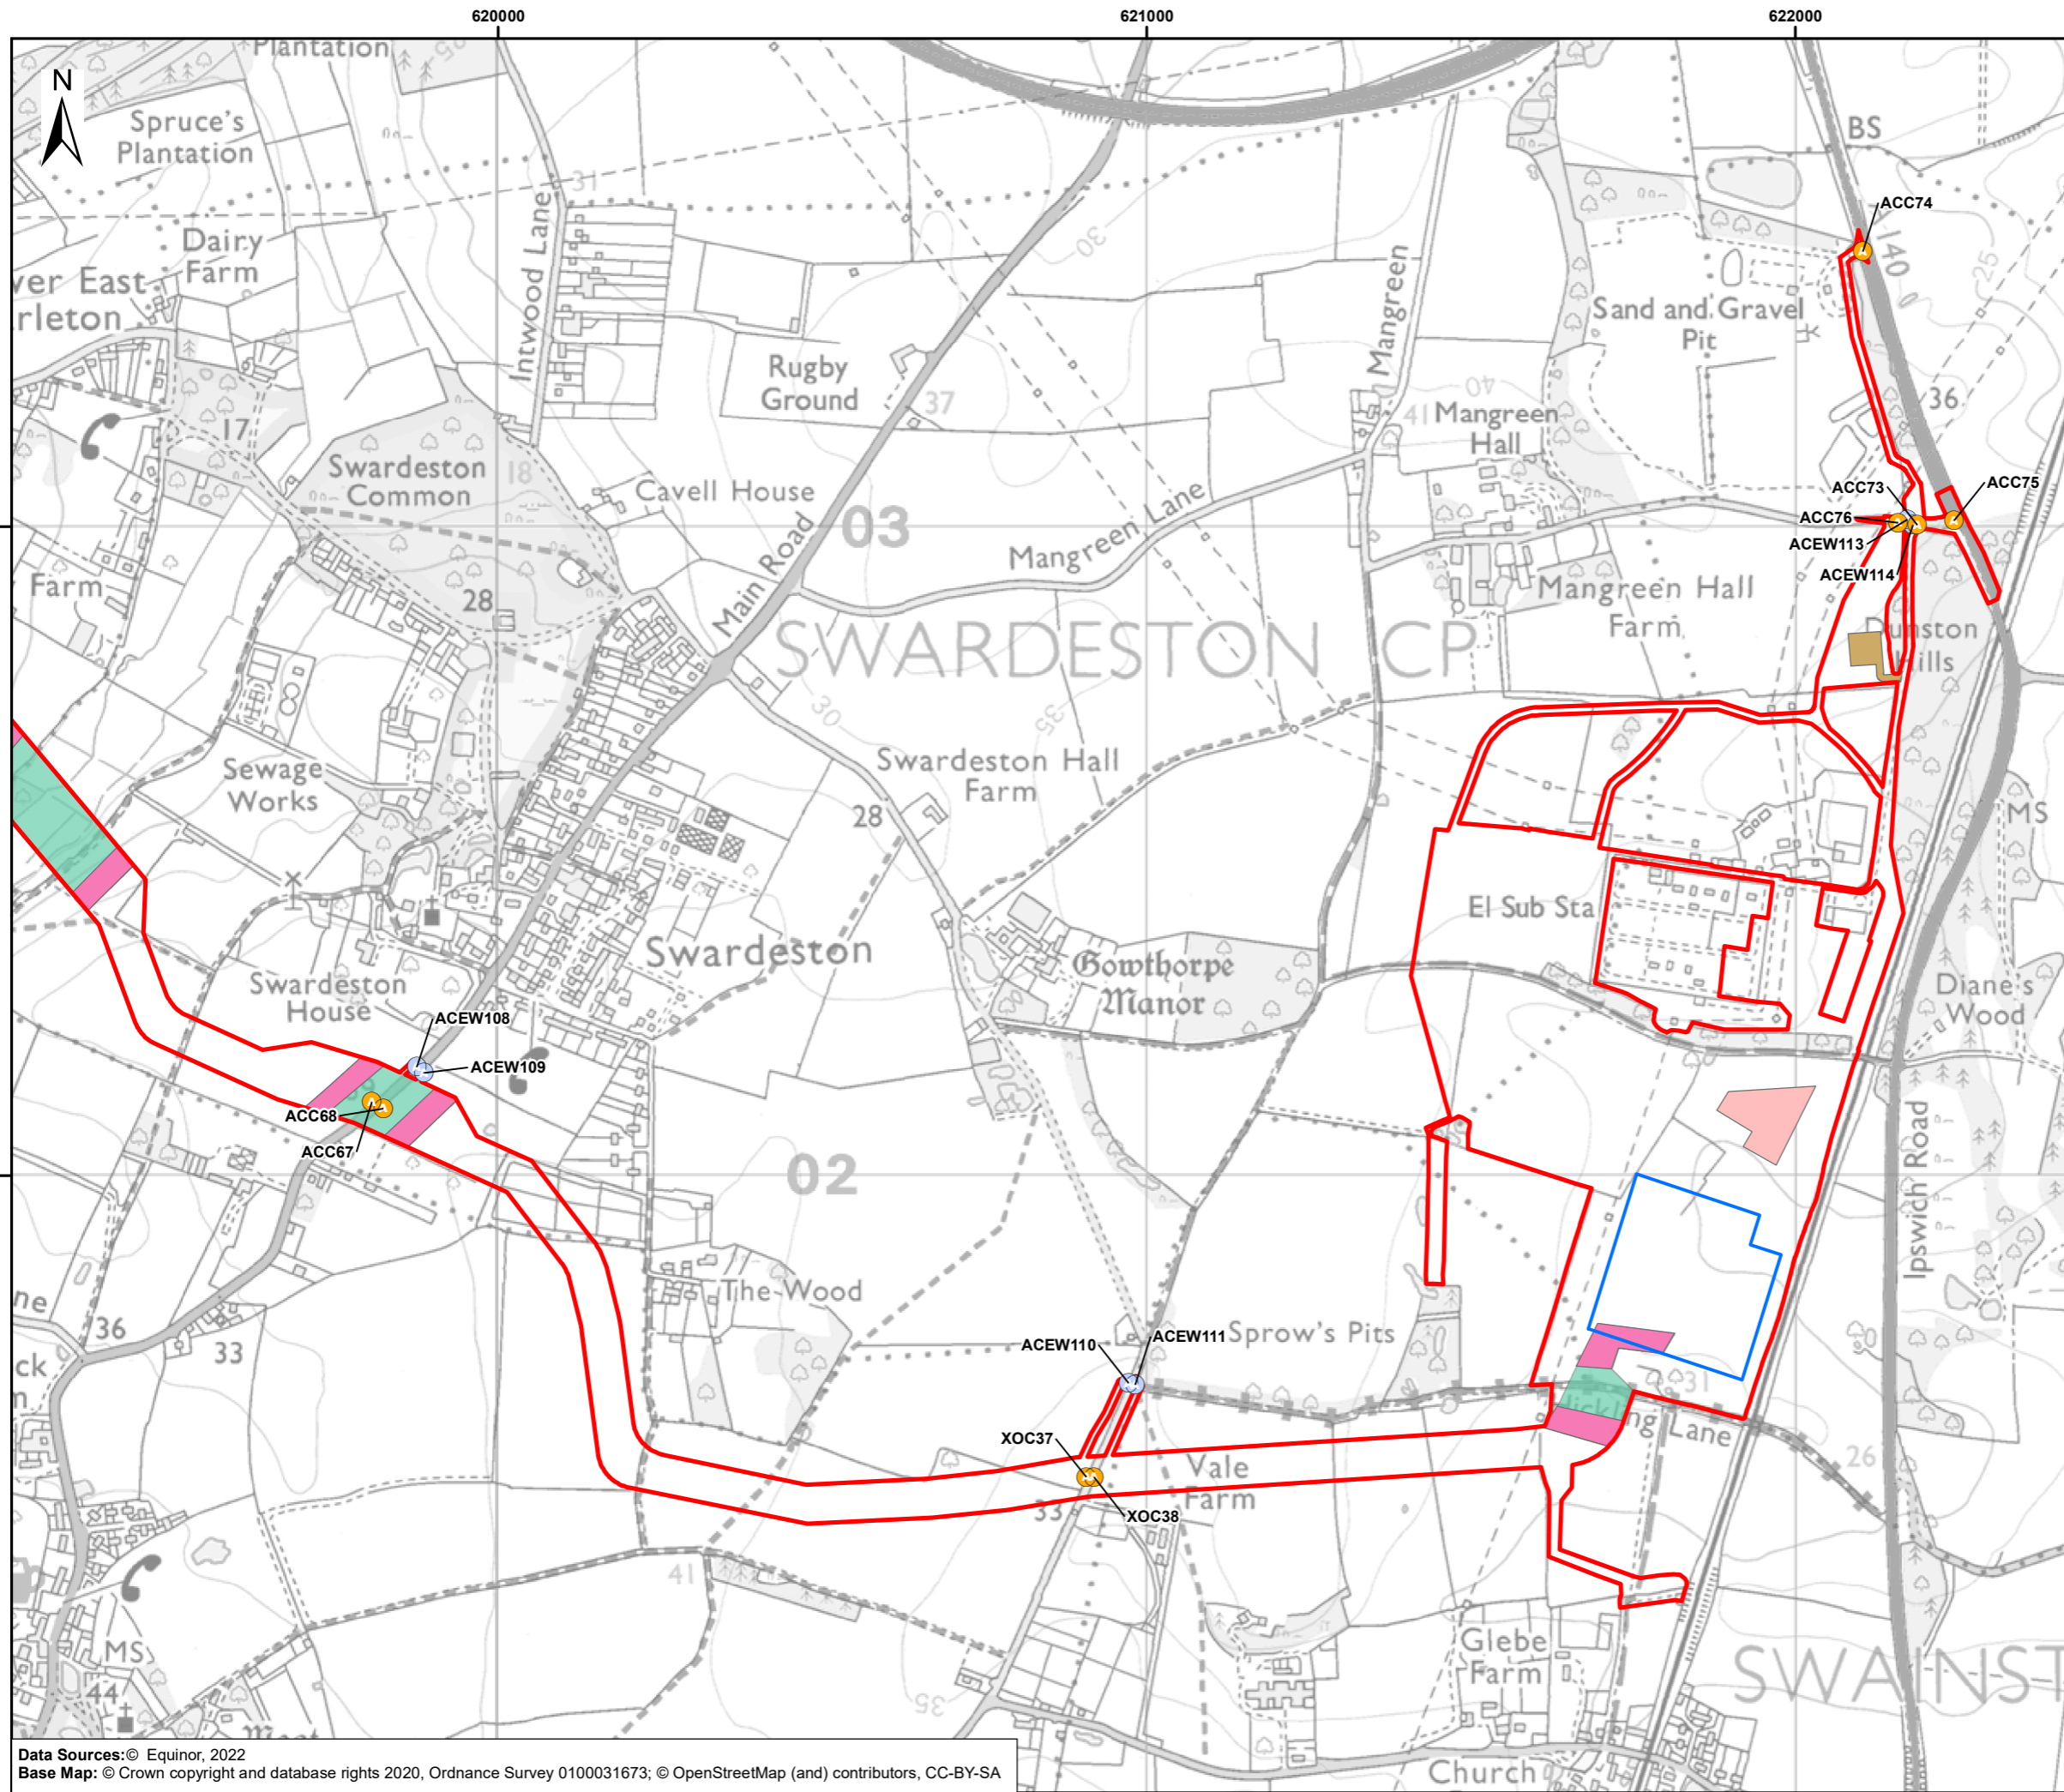 620000
621000
622000
N
Plantation
Spruce's
Plantation
31
BS
30
ACC74
A 140
25
Dairy
Farm
ver East
rleton
Intwood Lane
Mangreen
Sand and Gravel
Pit
Rugby
Ground
37
40
41
Mangreen
Hall
36
17
Swardeston
Common
18
Cavell House
ACC73
ACC75
ACC76
03
Main Road
Mangreen Lane
ACEW113
ACEW114
Farm
28
Mangreen Hall
Farm
Dunston
Hills
SWARDESTON CP
30
35
Sewage
Works
Swardeston Hall
Farm
28
MS
El Sub Sta
Swardeston
Gowthorpe
Manor
Swardeston
House
Diane's
Wood
ACEW108
ACEW109
ACC68
ACC67
02
Ipswich Road
The Wood
ne
36
33
ck
ACEW110
ACEW111
Sprow's Pits
31
Hickling Lane
XOC37
Vale
Farm
26
33
XOC38
41
Glebe
Farm
MS
44
35
SWAINST
Moat
Church
Data Sources:© Equinor, 2022
Base Map: © Crown copyright and database rights 2020, Ordnance Survey 0100031673; © OpenStreetMap (and) contributors, CC-BY-SA